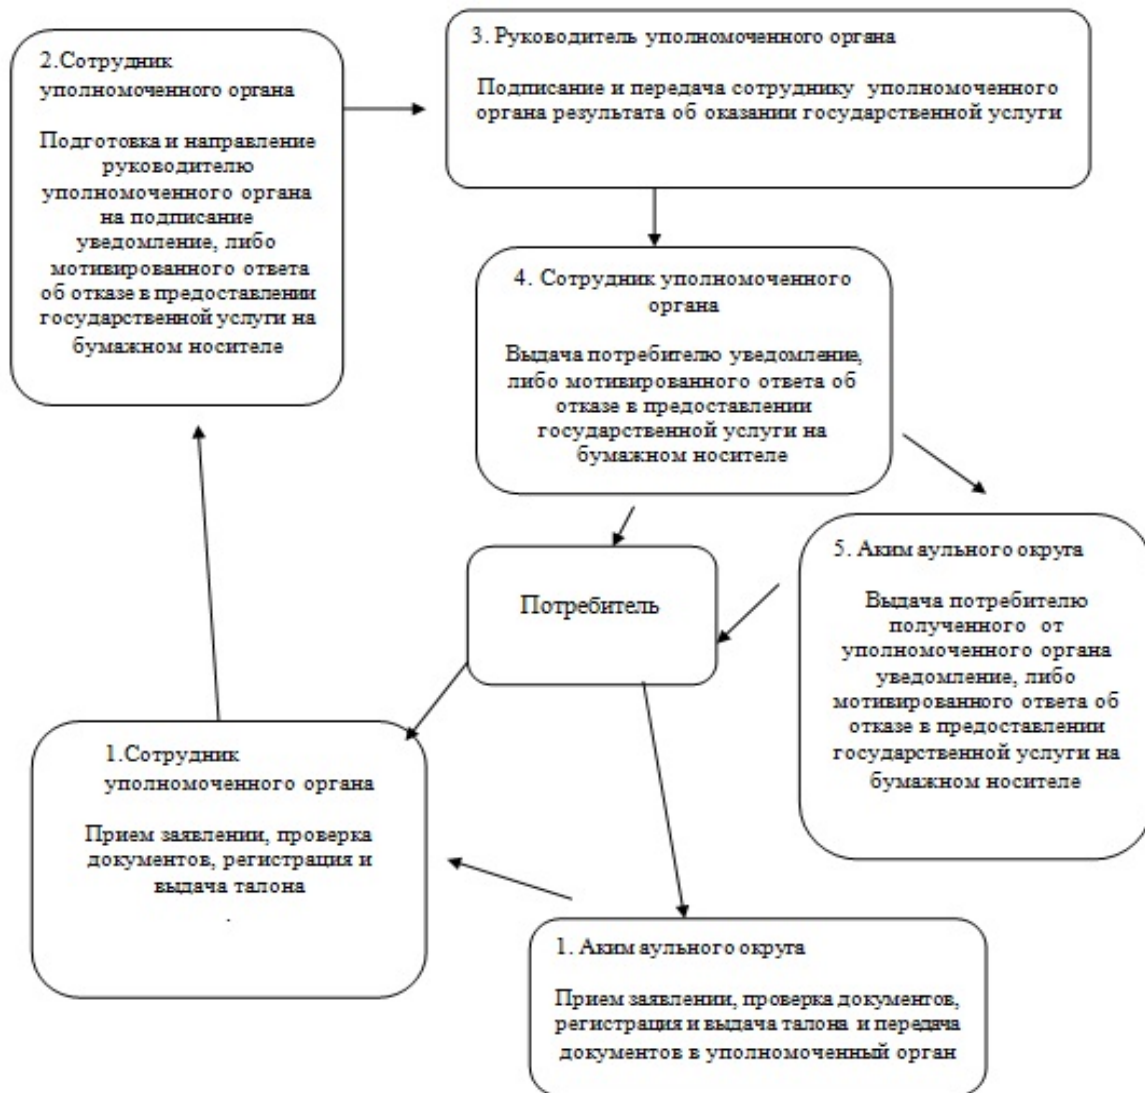 2.Сотрудник
уполномоченного органа
Подготовка и направление
руководителю
уполномоченного органа
на подписание
уведомление, либо
мотивированного ответа
об отказе в предоставлении
государственной услуги на
бумажном носителе
3. Руководитель уполномоченного органа
Подписание и передача сотруднику уполномоченного
органа результата об оказании государственной услуги
4. Сотрудник уполномоченного
органа
Выдача потребителю уведомление,
либо мотивированного ответа об
отказе в предоставлении
государственной услуги на
бумажном носителе
5. Аким аульного округа
Выдача потребителю
полученного от
уполномоченного органа
уведомление, либо
мотивированного ответа об
отказе в предоставлении
государственной услуги на
бумажном носителе
Потребитель
1.Сотрудник
уполномоченного органа
Прием заявлении, проверка
документов, регистрация и
выдача талона
.
1. Аким аульного округа
Прием заявлении, проверка документов,
регистрация и выдача талона и передача
документов в уполномоченный орган